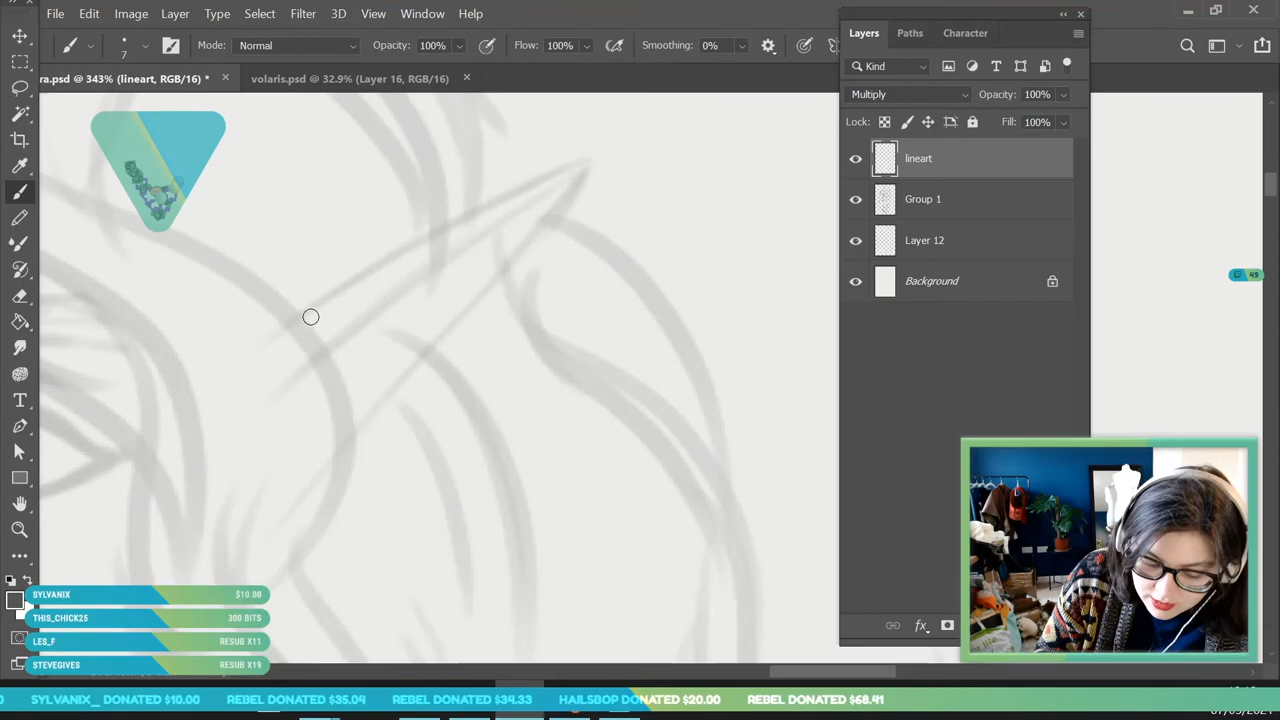 File Edit Image Layer Type Select Filter 3D View Window Help
7 Mode: Normal Opacity: 100% Flow: 100% Smoothing: 0%
ra.psd @ 343% (lineart, RGB/16) * volaris.psd @ 32.9% (Layer 16, RGB/16)
Layers Paths Character
Kind
Multiply Opacity: 100%
Lock: Fill: 100%
lineart
Group 1
Layer 12
Background
49
SYLVANIX $10.00
THIS_CHICK25 300 BITS
LES_F RESUB X11
STEVEGIVES RESUB X19
SYLVANIX_ DONATED $10.00 REBEL DONATED $35.04 REBEL DONATED $34.33 HAILSBOP DONATED $20.00 REBEL DONATED $68.41